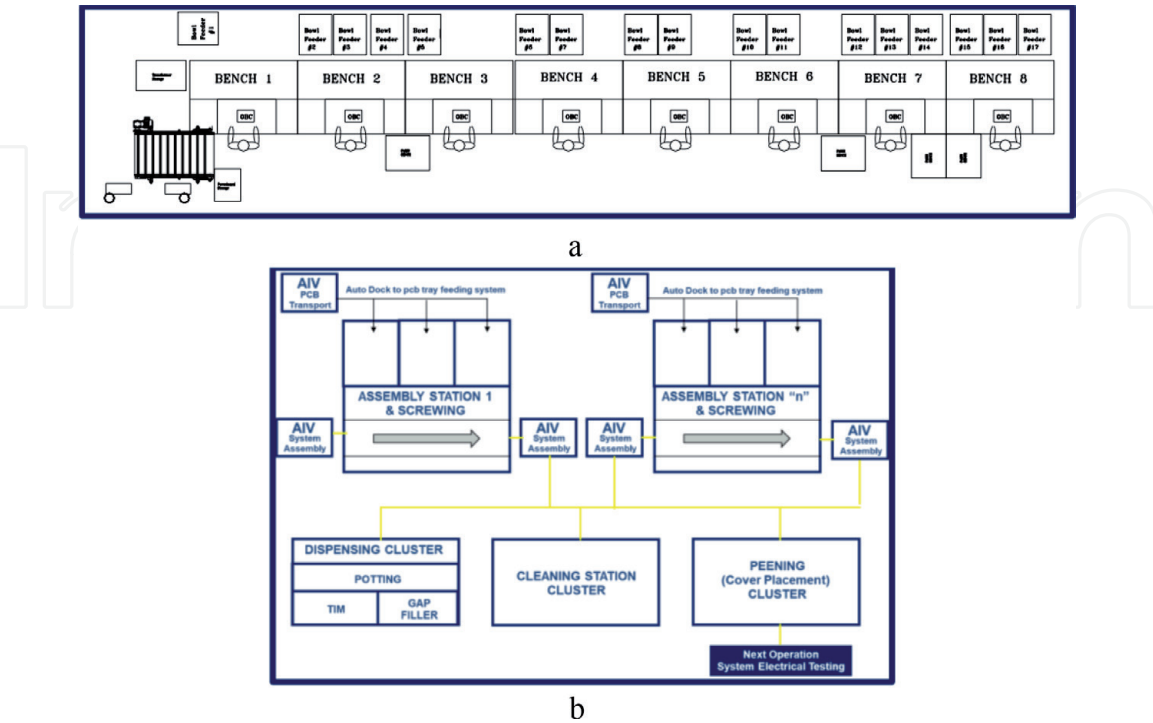 Bowl Feeder #1
Bowl Feeder #2
Bowl Feeder #3
Bowl Feeder #4
Bowl Feeder #5
Bowl Feeder #6
Bowl Feeder #7
Bowl Feeder #8
Bowl Feeder #9
Bowl Feeder #10
Bowl Feeder #11
Bowl Feeder #12
Bowl Feeder #13
Bowl Feeder #14
Bowl Feeder #15
Bowl Feeder #16
Bowl Feeder #17
BENCH 1
BENCH 2
BENCH 3
BENCH 4
BENCH 5
BENCH 6
BENCH 7
BENCH 8
OBC
OBC
OBC
OBC
OBC
OBC
OBC
OBC
a
AIV
PCB
Transport
Auto Dock to pcb tray feeding system
AIV
PCB
Transport
Auto Dock to pcb tray feeding system
ASSEMBLY STATION 1
& SCREWING
ASSEMBLY STATION "n"
& SCREWING
AIV
System
Assembly
AIV
System
Assembly
AIV
System
Assembly
AIV
System
Assembly
DISPENSING CLUSTER
POTTING
TIM
GAP
FILLER
CLEANING STATION
CLUSTER
PEENING
(Cover Placement)
CLUSTER
Next Operation
System Electrical Testing
b